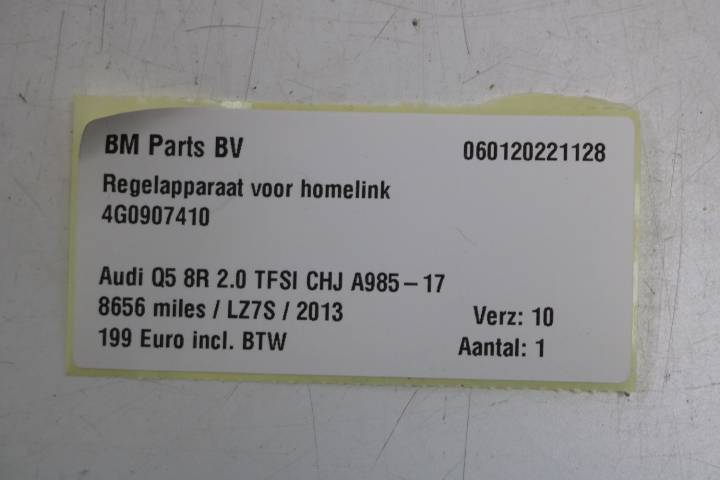 BM Parts BV 060120221128
Regelapparaat voor homelink
4G0907410
Audi Q5 8R 2.0 TFSI CHJ A985-17
8656 miles / LZ7S / 2013 Verz: 10
199 Euro incl. BTW Aantal: 1